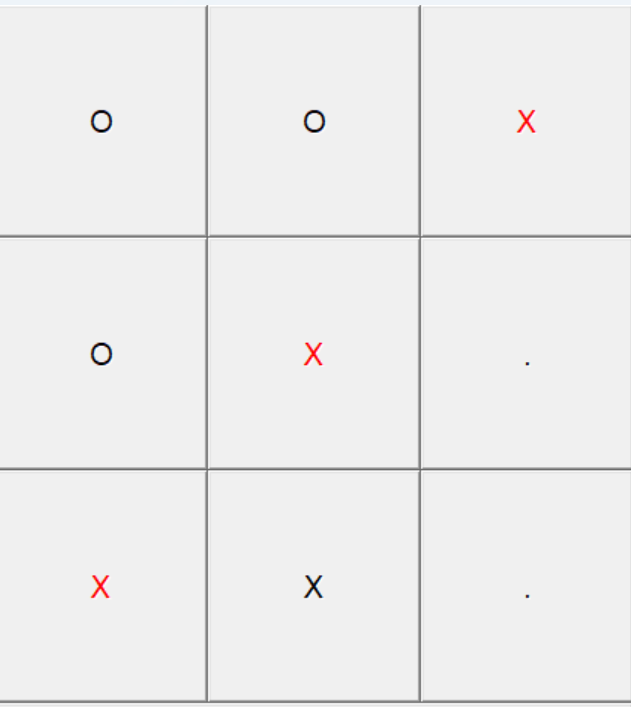 O O X
O X .
X X .